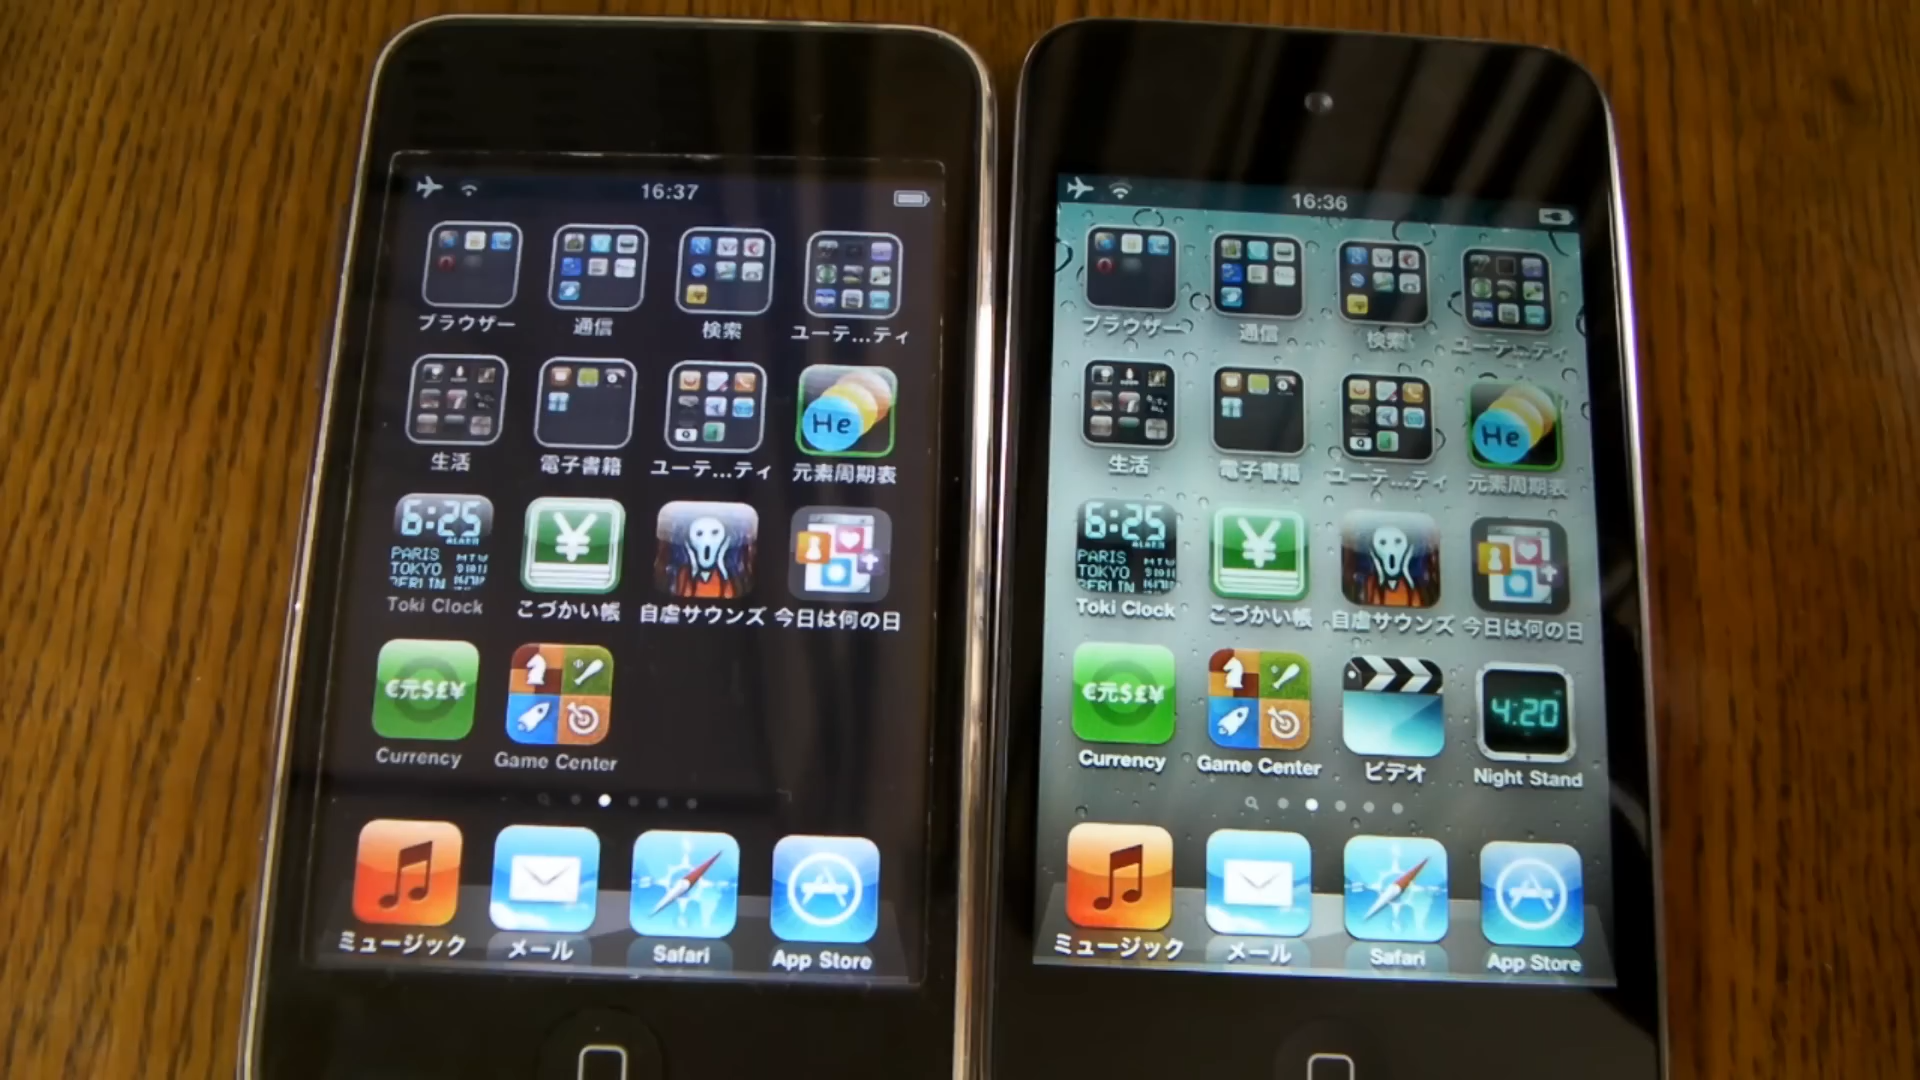 16:37
ブラウザー 通信 検索 ユーテ...ティ
生活 電子書籍 ユーテ...ティ 元素周期表
He
6:25
ALARM
PARIS
TOKYO
BERLIN
¥
Toki Clock こづかい帳 自虐サウンズ 今日は何の日
€元$£¥
Currency Game Center
ミュージック メール Safari App Store
16:36
ブラウザー 通信 検索 ユーテ...ティ
生活 電子書籍 ユーテ...ティ 元素周期表
He
6:25
ALARM
PARIS
TOKYO
BERLIN
¥
Toki Clock こづかい帳 自虐サウンズ 今日は何の日
€元$£¥
4:20
Currency Game Center ビデオ Night Stand
ミュージック メール Safari App Store